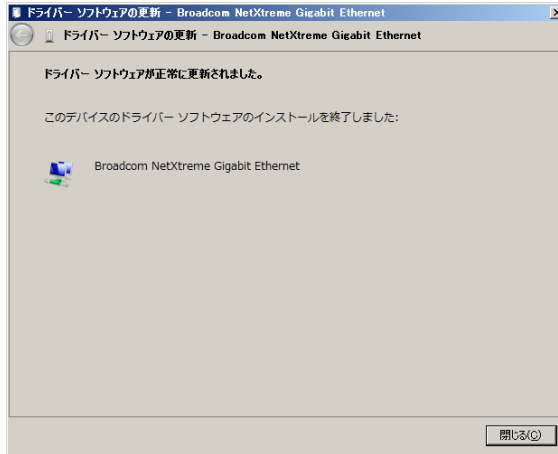 ドライバー ソフトウェアの更新 - Broadcom NetXtreme Gigabit Ethernet
ドライバー ソフトウェアの更新 - Broadcom NetXtreme Gigabit Ethernet
ドライバー ソフトウェアが正常に更新されました。
このデバイスのドライバー ソフトウェアのインストールを終了しました:
Broadcom NetXtreme Gigabit Ethernet
閉じる(C)